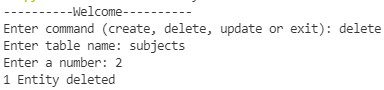 ----------Welcome----------
Enter command (create, delete, update or exit): delete
Enter table name: subjects
Enter a number: 2
1 Entity deleted